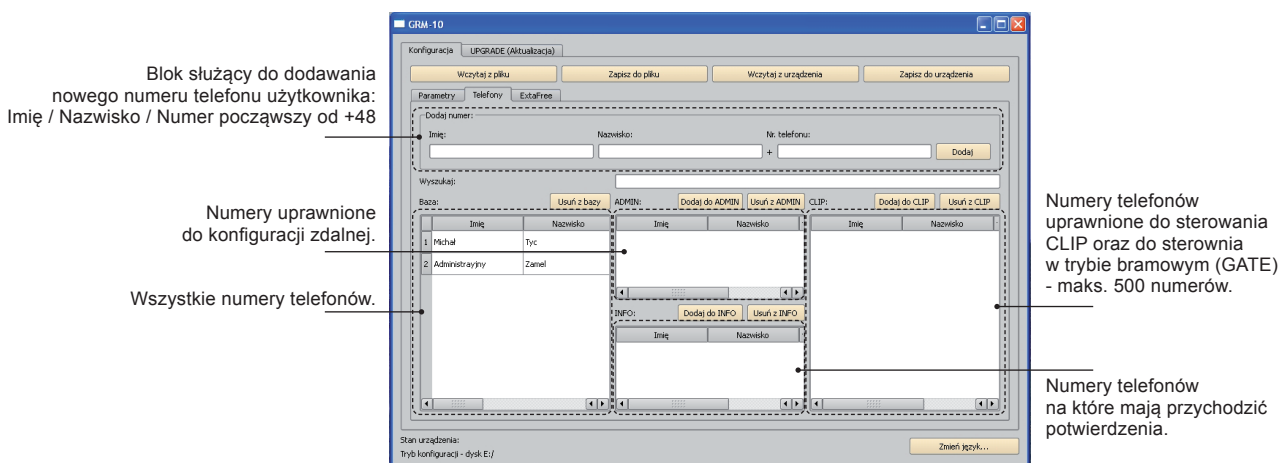 GRM-10
Konfiguracja UPGRADE (Aktualizacja)
Wczytaj z pliku Zapisz do pliku Wczytaj z urządzenia Zapisz do urządzenia
Parametry Telefony ExtaFree
Blok służący do dodawania
nowego numeru telefonu użytkownika:
Imię / Nazwisko / Numer począwszy od +48
Dodaj numer:
Imię: Nazwisko: Nr. telefonu:
+ Dodaj
Wyszukaj:
Baza: Usuń z bazy ADMIN: Dodaj do ADMIN Usuń z ADMIN CLIP: Dodaj do CLIP Usuń z CLIP
Imię Nazwisko Imię Nazwisko Imię Nazwisko
1 Michał Tyc
2 Administrayjny Zamel
Numery uprawnione
do konfiguracji zdalnej.
Wszystkie numery telefonów.
INFO: Dodaj do INFO Usuń z INFO
Imię Nazwisko
Numery telefonów
uprawnione do sterowania
CLIP oraz do sterownia
w trybie bramowym (GATE)
- maks. 500 numerów.
Numery telefonów
na które mają przychodzić
potwierdzenia.
Stan urządzenia:
Tryb konfiguracji - dysk E:/
Zmień język...